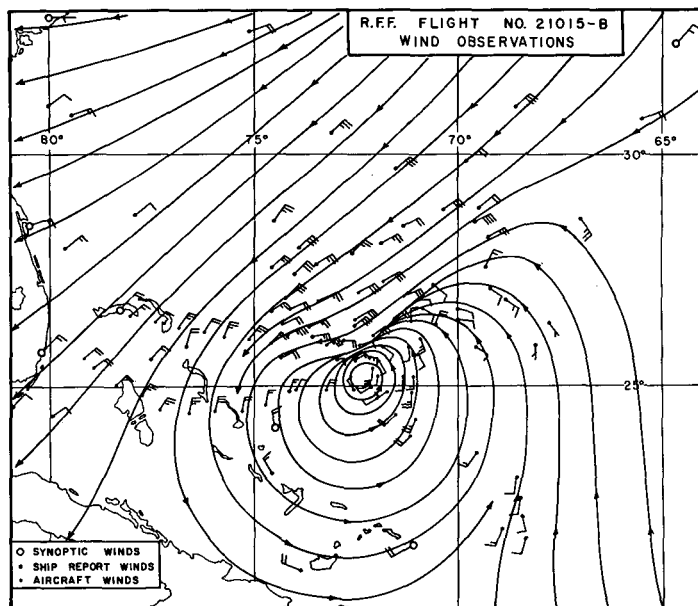 R.F.F. FLIGHT NO. 21015-B
WIND OBSERVATIONS
80° 75° 70° 65°
30°
25°
SYNOPTIC WINDS
SHIP REPORT WINDS
AIRCRAFT WINDS